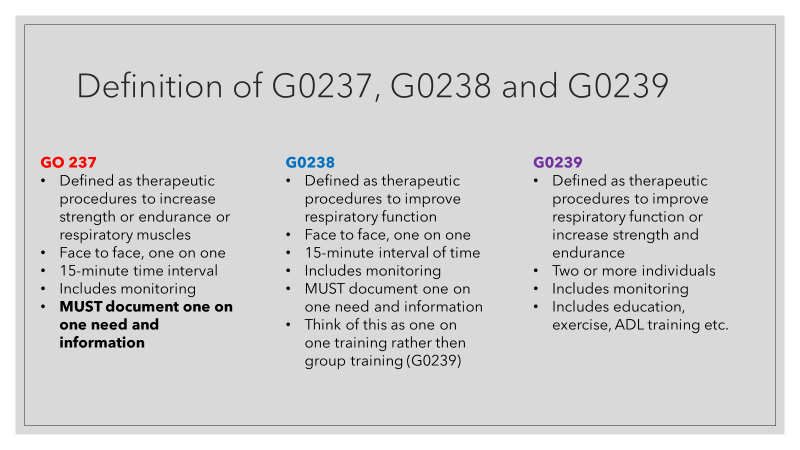 Definition of G0237, G0238 and G0239
GO 237
• Defined as therapeutic
procedures to increase
strength or endurance or
respiratory muscles
• Face to face, one on one
• 15-minute time interval
• Includes monitoring
• MUST document one on
one need and
information
G0238
• Defined as therapeutic
procedures to improve
respiratory function
• Face to face, one on one
• 15-minute interval of time
• Includes monitoring
• MUST document one on
one need and information
• Think of this as one on
one training rather then
group training (G0239)
G0239
• Defined as therapeutic
procedures to improve
respiratory function or
increase strength and
endurance
• Two or more individuals
• Includes monitoring
• Includes education,
exercise, ADL training etc.